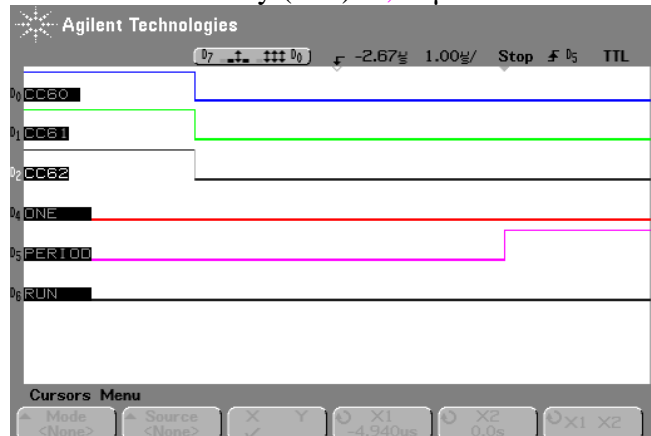 Agilent Technologies
D7 D0 -2.67 1.00 / Stop D5 TTL
D0 CC60
D1 CC61
D2 CC62
D4 ONE
D5 PERIOD
D6 RUN
Cursors Menu
Mode Source X Y X1 X2 X1 X2
<None> <None> ✓ -4.940us 0.0s